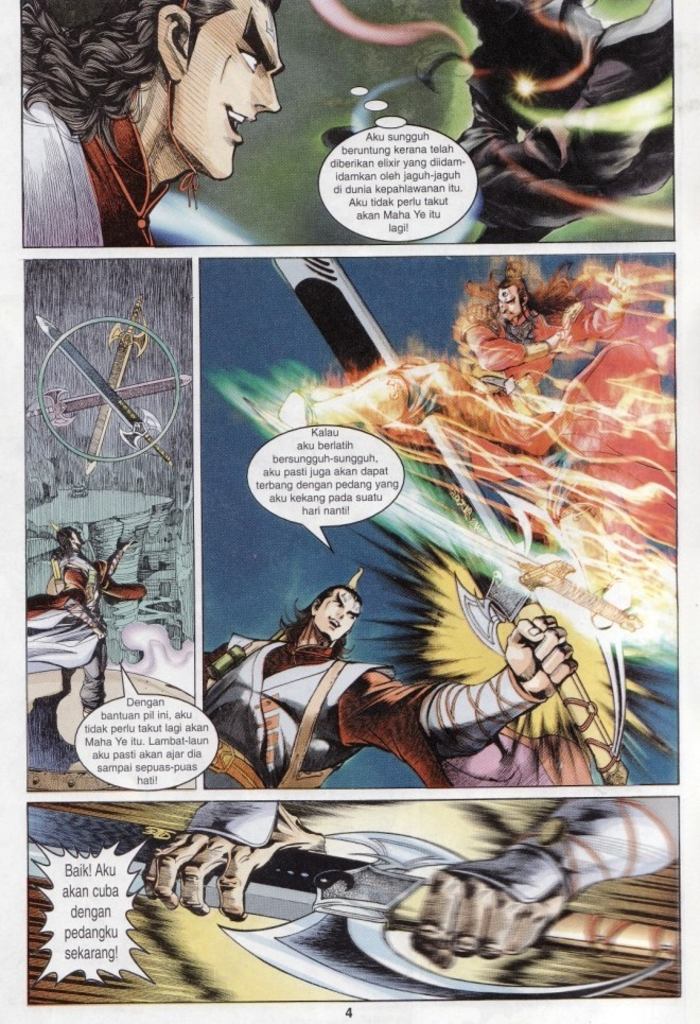 Aku sungguh
beruntung kerana telah
diberikan elixir yang diidam-
idamkan oleh jaguh-jaguh
di dunia kepahlawanan itu.
Aku tidak perlu takut
akan Maha Ye itu
lagi!
Kalau
aku berlatih
bersungguh-sungguh,
aku pasti juga akan dapat
terbang dengan pedang yang
aku kekang pada suatu
hari nanti!
Dengan
bantuan pil ini, aku
tidak perlu takut lagi akan
Maha Ye itu. Lambat-laun
aku pasti akan ajar dia
sampai sepuas-puas
hati!
Baik! Aku
akan cuba
dengan
pedangku
sekarang!
4